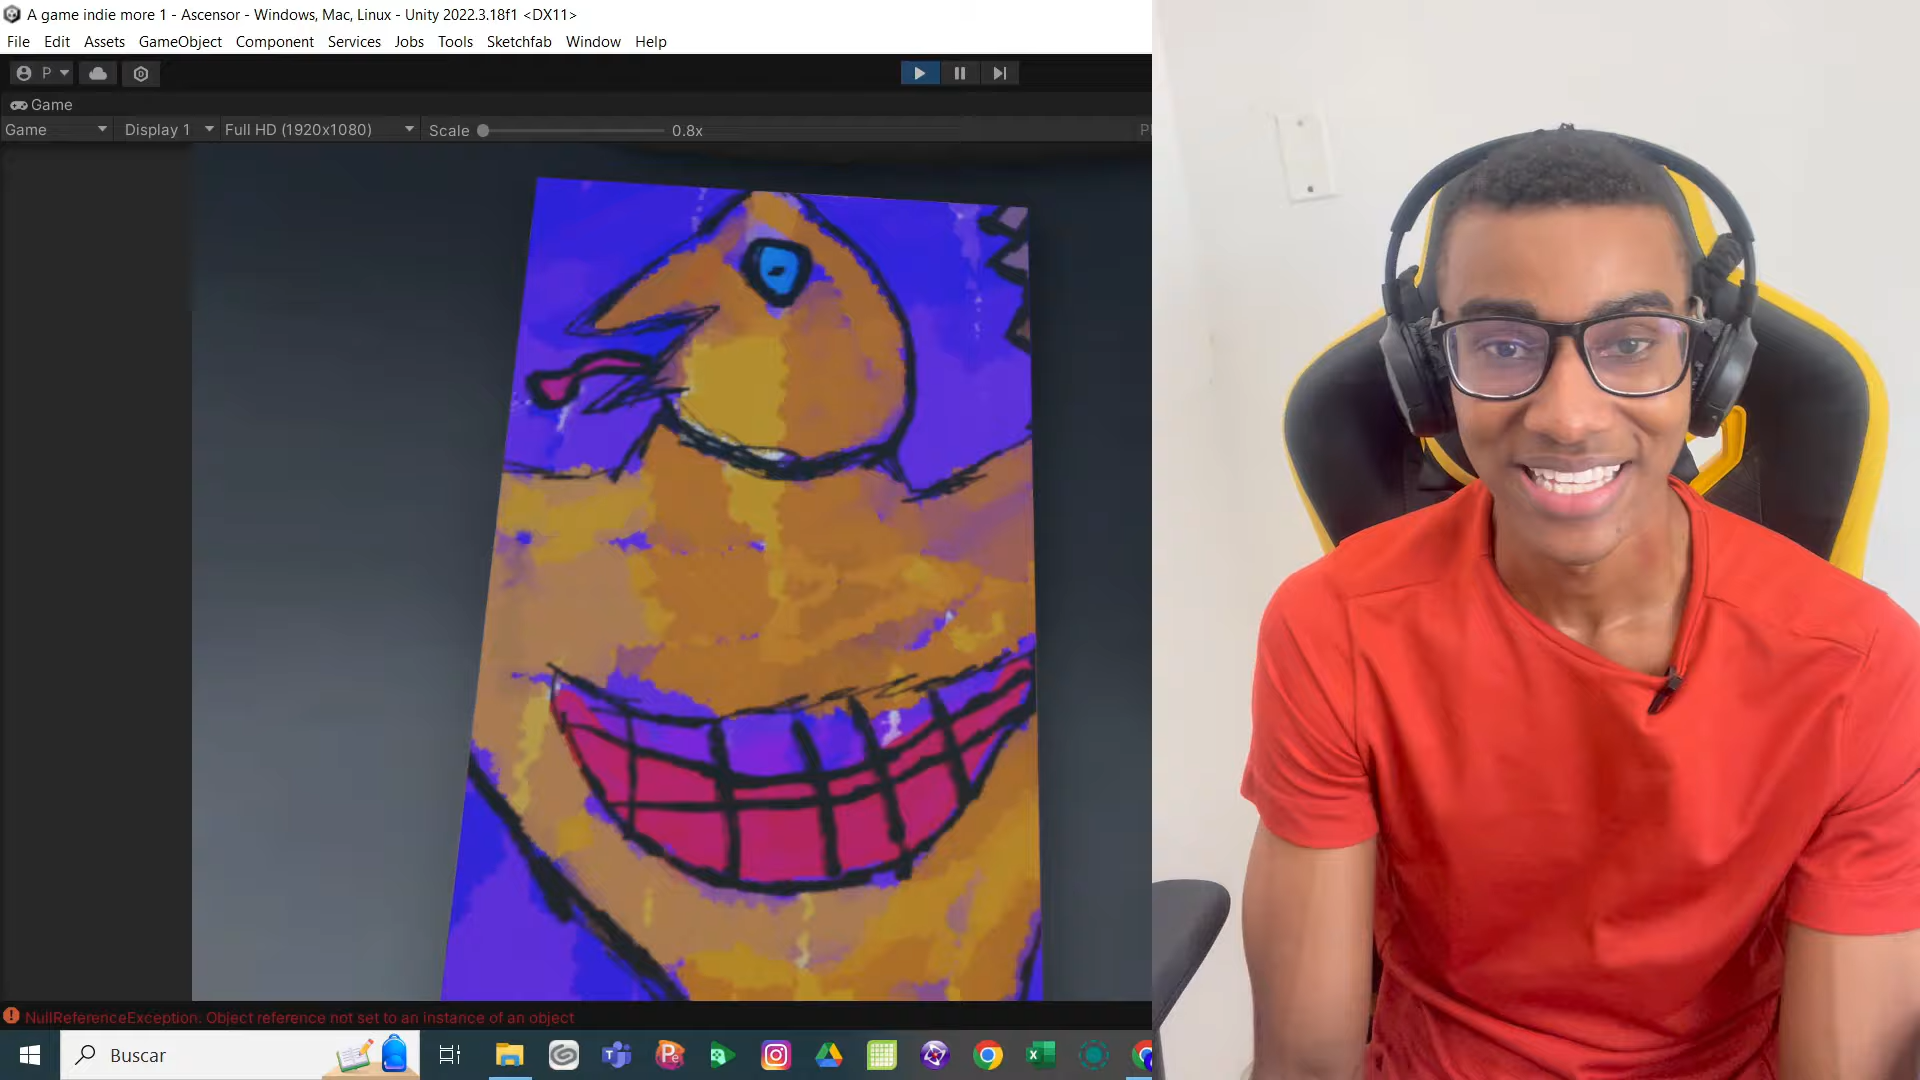 A game indie more 1 - Ascensor - Windows, Mac, Linux - Unity 2022.3.18f1 <DX11>
File Edit Assets GameObject Component Services Jobs Tools Sketchfab Window Help
P
Game
Game Display 1 Full HD (1920x1080) Scale 0.8x Pl
NullReferenceException: Object reference not set to an instance of an object
Buscar